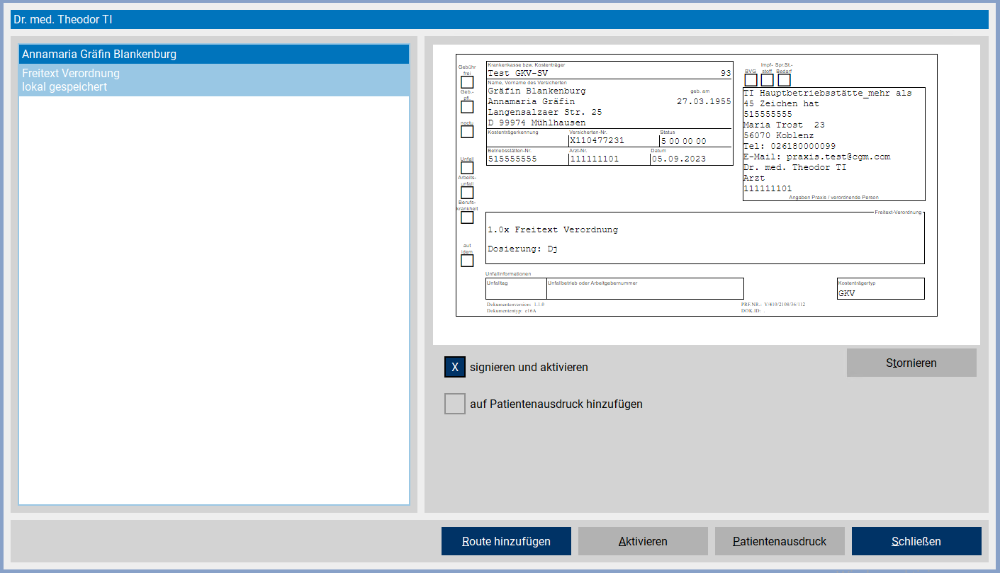 Dr. med. Theodor TI
Annamaria Gräfin Blankenburg
Freitext Verordnung
lokal gespeichert
Gebühr
frei
Geb.-
pfl.
noctu
Unfall
Arbeits-
unfall
Berufs-
krankheit
aut
idem
Krankenkasse bzw. Kostenträger
Test GKV-SV 93
Name, Vorname des Versicherten
Gräfin Blankenburg geb. am
Annamaria Gräfin 27.03.1955
Langensalzaer Str. 25
D 99974 Mühlhausen
Kostenträgerkennung Versicherten-Nr. Status
X110477231 5 00 00 00
Betriebsstätten-Nr. Arzt-Nr. Datum
515555555 111111101 05.09.2023
Impf- Spr.St.-
BVG stoff Bedarf
TI Hauptbetriebsstätte_mehr als
45 Zeichen hat
515555555
Maria Trost 23
56070 Koblenz
Tel: 026180000099
E-Mail: praxis.test@cgm.com
Dr. med. Theodor TI
Arzt
111111101
Angaben Praxis / verordnende Person
Freitext-Verordnung
1.0x Freitext Verordnung
Dosierung: Dj
Unfallinformationen
Unfalltag Unfallbetrieb oder Arbeitgebernummer
Kostenträgertyp
GKV
Dokumentenversion: 1.1.0
Dokumententyp: e16A
PRF.NR.: Y/410/2108/36/112
DOK.ID: .
X signieren und aktivieren
Stornieren
auf Patientenausdruck hinzufügen
Route hinzufügen Aktivieren Patientenausdruck Schließen